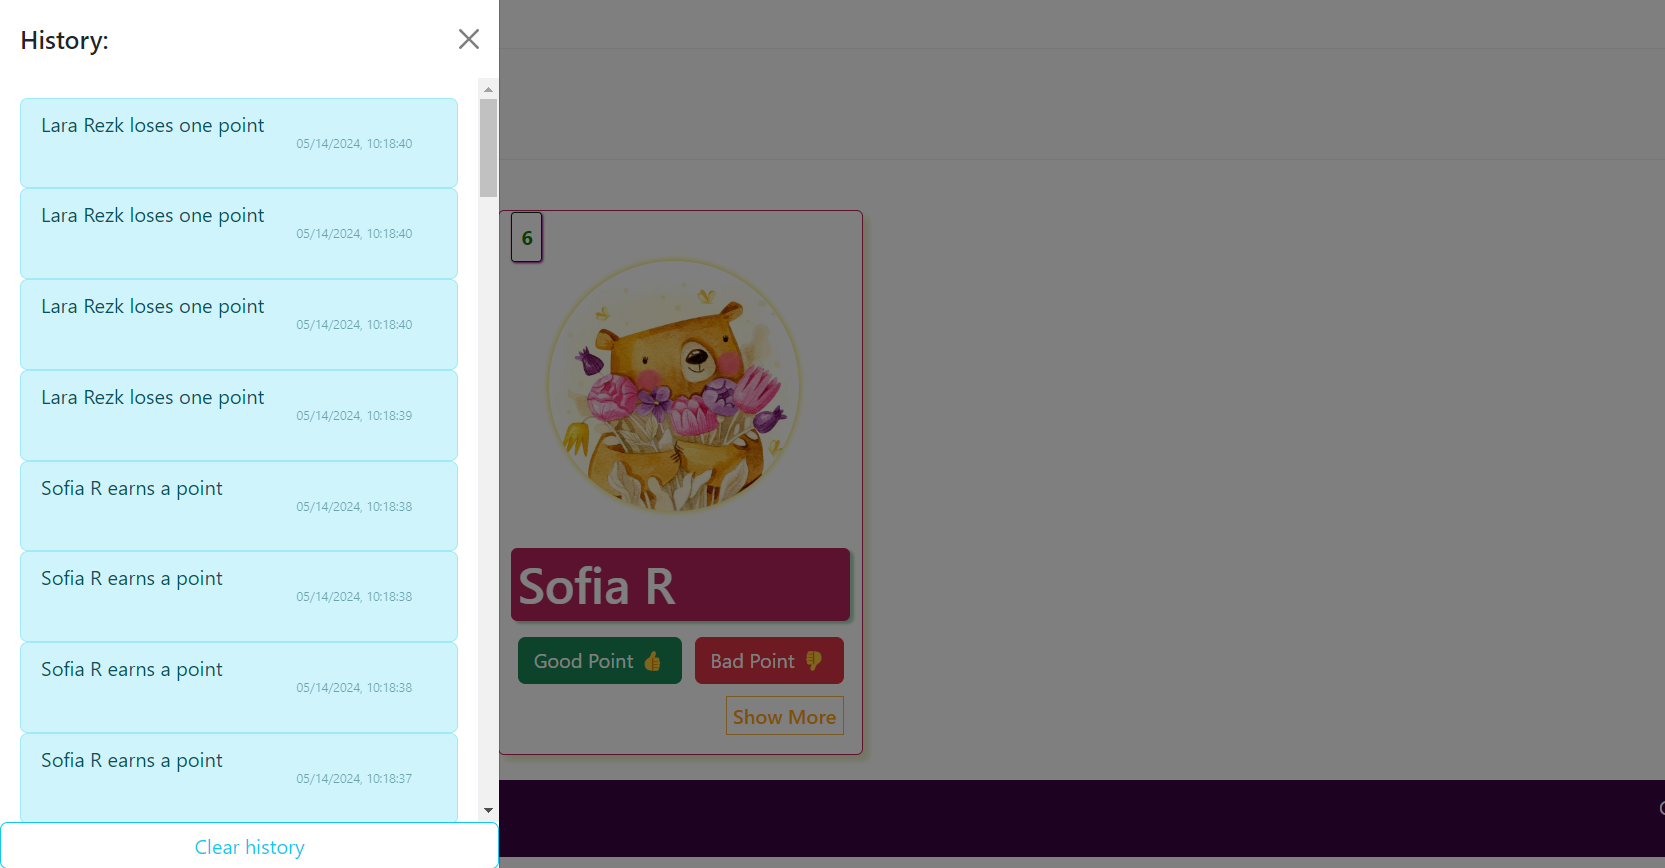 History:
Lara Rezk loses one point
05/14/2024, 10:18:40
Lara Rezk loses one point
05/14/2024, 10:18:40
Lara Rezk loses one point
05/14/2024, 10:18:40
Lara Rezk loses one point
05/14/2024, 10:18:39
Sofia R earns a point
05/14/2024, 10:18:38
Sofia R earns a point
05/14/2024, 10:18:38
Sofia R earns a point
05/14/2024, 10:18:38
Sofia R earns a point
05/14/2024, 10:18:37
Clear history
6
Sofia R
Good Point 👍 Bad Point 👎
Show More